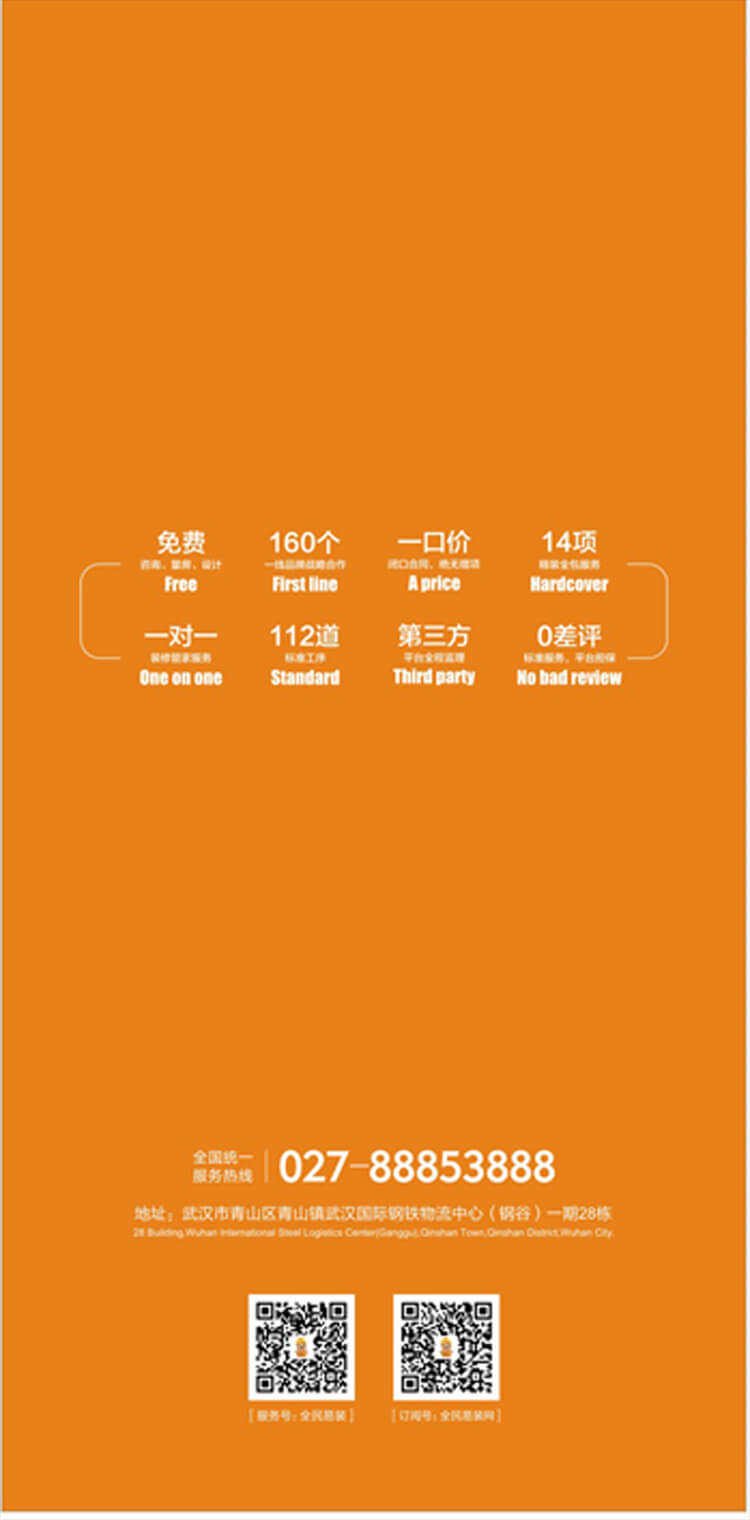 免费
咨询、量房、设计
Free
160个
一线品牌战略合作
First line
一口价
闭口合同，绝无增项
A price
14项
精装全包服务
Hardcover
一对一
装修管家服务
One on one
112道
标准工序
Standard
第三方
平台全程监理
Third party
0差评
标准服务、平台担保
No bad review
全国统一
服务热线
027-88853888
地址：武汉市青山区青山镇武汉国际钢铁物流中心（钢谷）一期28栋
28 Building,Wuhan International Steel Logistics Center(Ganggu),Qinshan Town,Qinshan District,Wuhan City.
[ 服务号：全民易装 ]
[ 订阅号：全民易装网 ]